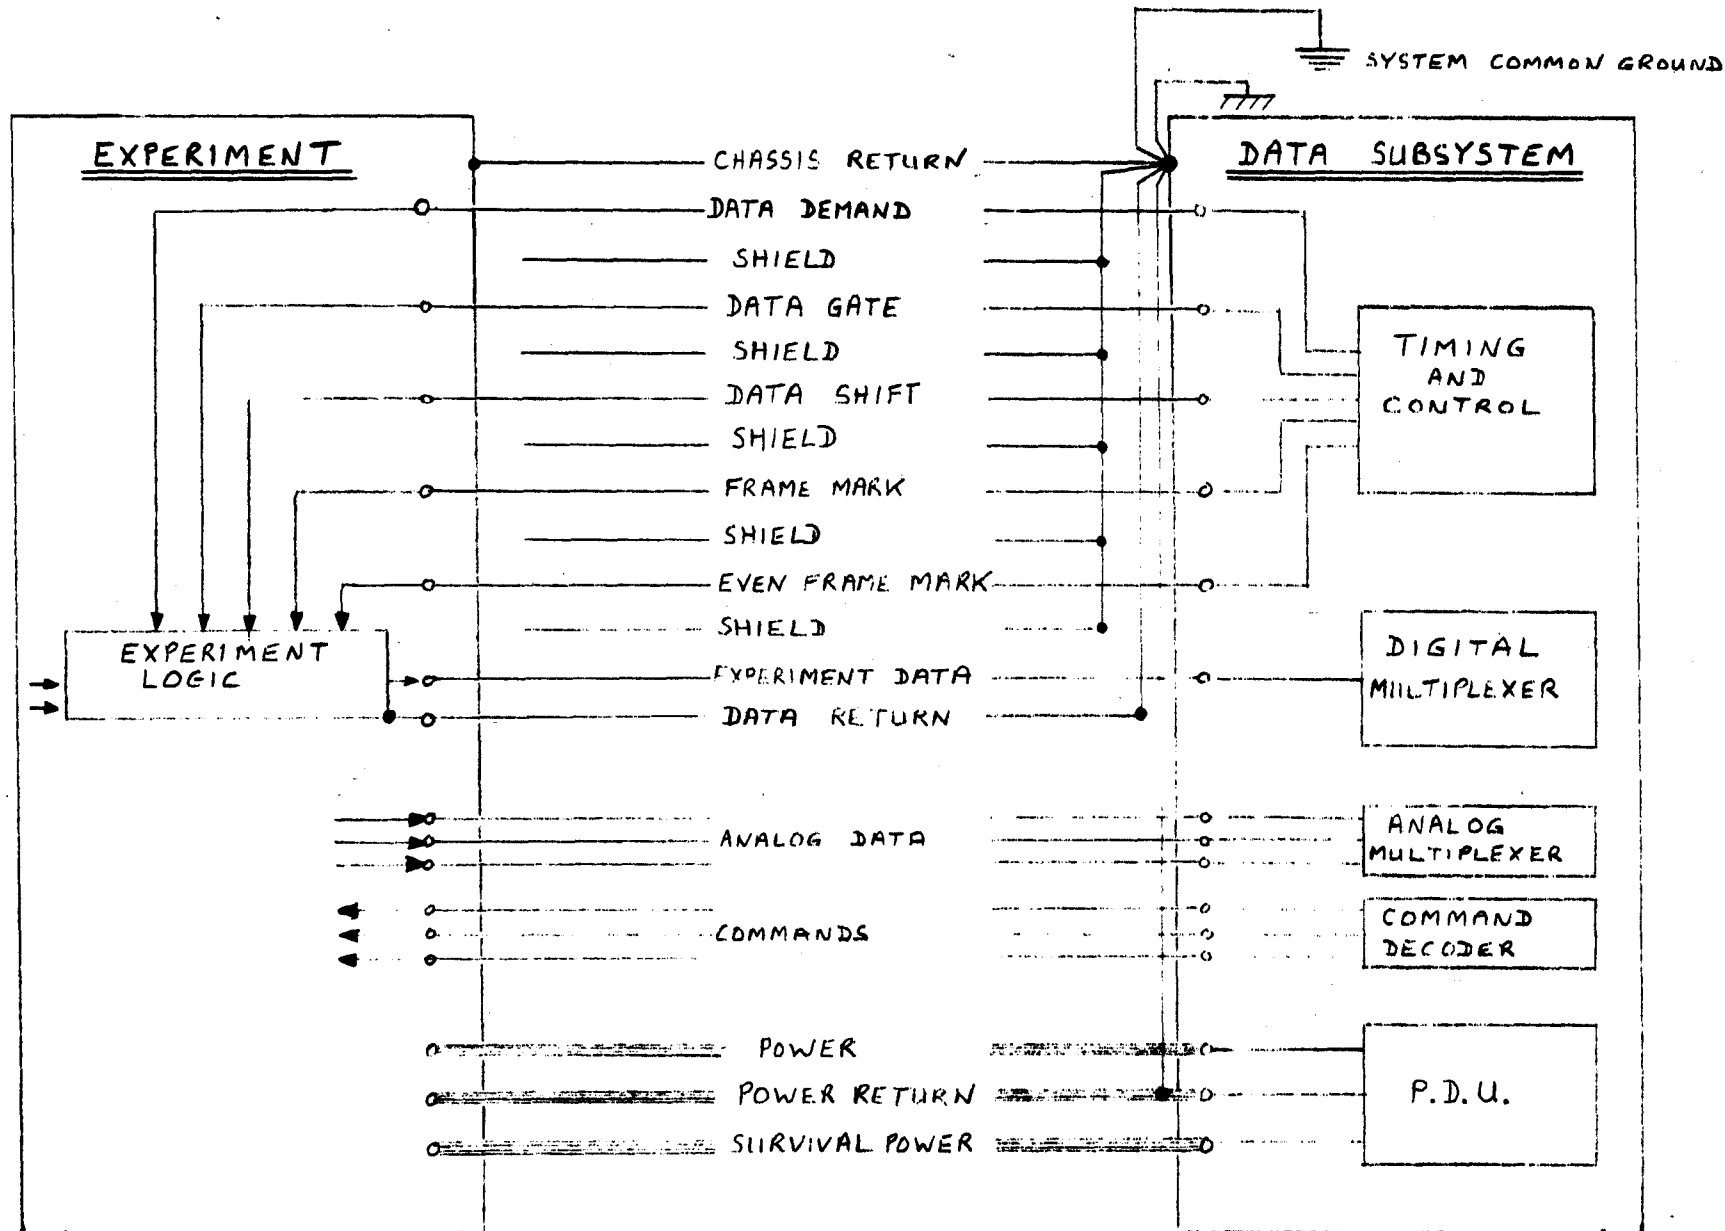 SYSTEM COMMON GROUND
EXPERIMENT
DATA SUBSYSTEM
CHASSIS RETURN
DATA DEMAND
SHIELD
DATA GATE
SHIELD
DATA SHIFT
SHIELD
FRAME MARK
SHIELD
EVEN FRAME MARK
SHIELD
EXPERIMENT DATA
DATA RETURN
ANALOG DATA
COMMANDS
POWER
POWER RETURN
SURVIVAL POWER
EXPERIMENT
LOGIC
TIMING
AND
CONTROL
DIGITAL
MULTIPLEXER
ANALOG
MULTIPLEXER
COMMAND
DECODER
P.D.U.